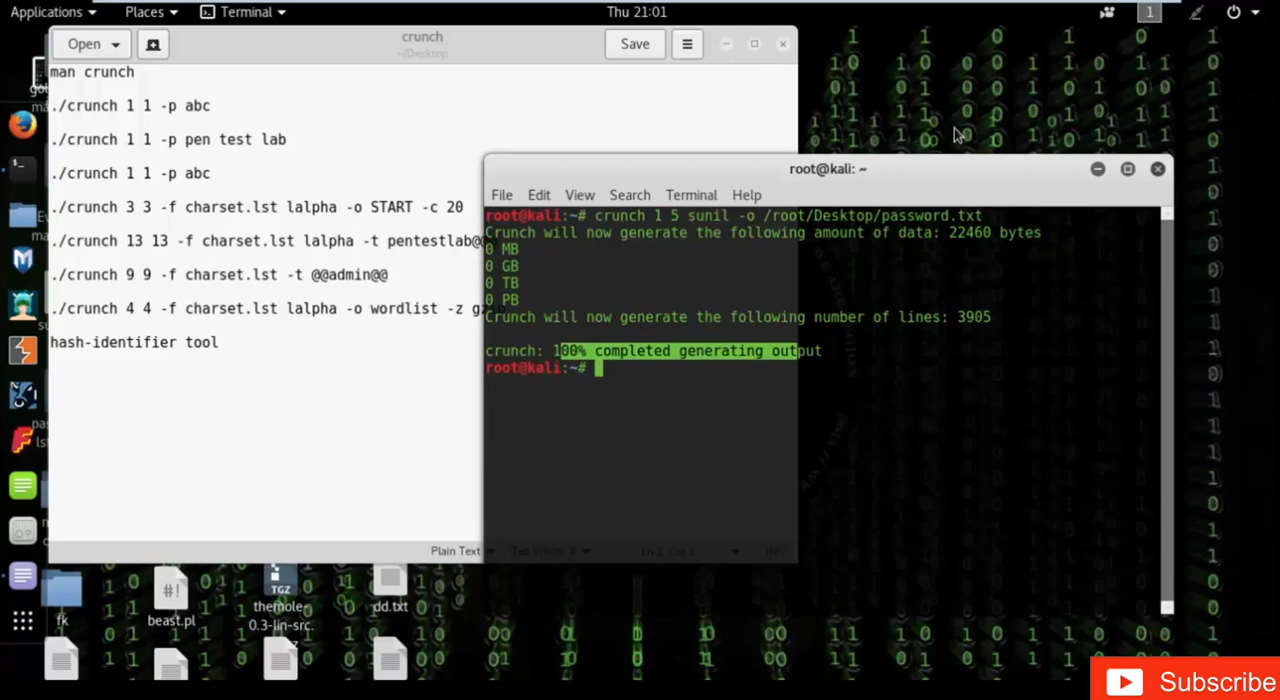 Applications Places Terminal Thu 21:01 1
Open crunch Save
~/Desktop
man crunch
./crunch 1 1 -p abc
./crunch 1 1 -p pen test lab
./crunch 1 1 -p abc
./crunch 3 3 -f charset.lst lalpha -o START -c 20
./crunch 13 13 -f charset.lst lalpha -t pentestlab@
./crunch 9 9 -f charset.lst -t @@admin@@
./crunch 4 4 -f charset.lst lalpha -o wordlist -z
hash-identifier tool
Plain Text
root@kali: ~
File Edit View Search Terminal Help
root@kali:~# crunch 1 5 sunil -o /root/Desktop/password.txt
Crunch will now generate the following amount of data: 22460 bytes
0 MB
0 GB
0 TB
0 PB
Crunch will now generate the following number of lines: 3905
crunch: 100% completed generating output
root@kali:~#
fk
#!
beast.pl
TGZ
themole-
0.3-lin-src.
dd.txt
Subscribe